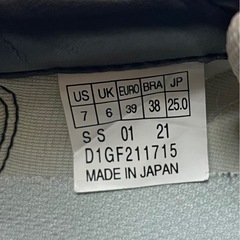 US UK EURO BRA JP
7 6 39 38 25.0
S S 01 21
D1GF211715
MADE IN JAPAN